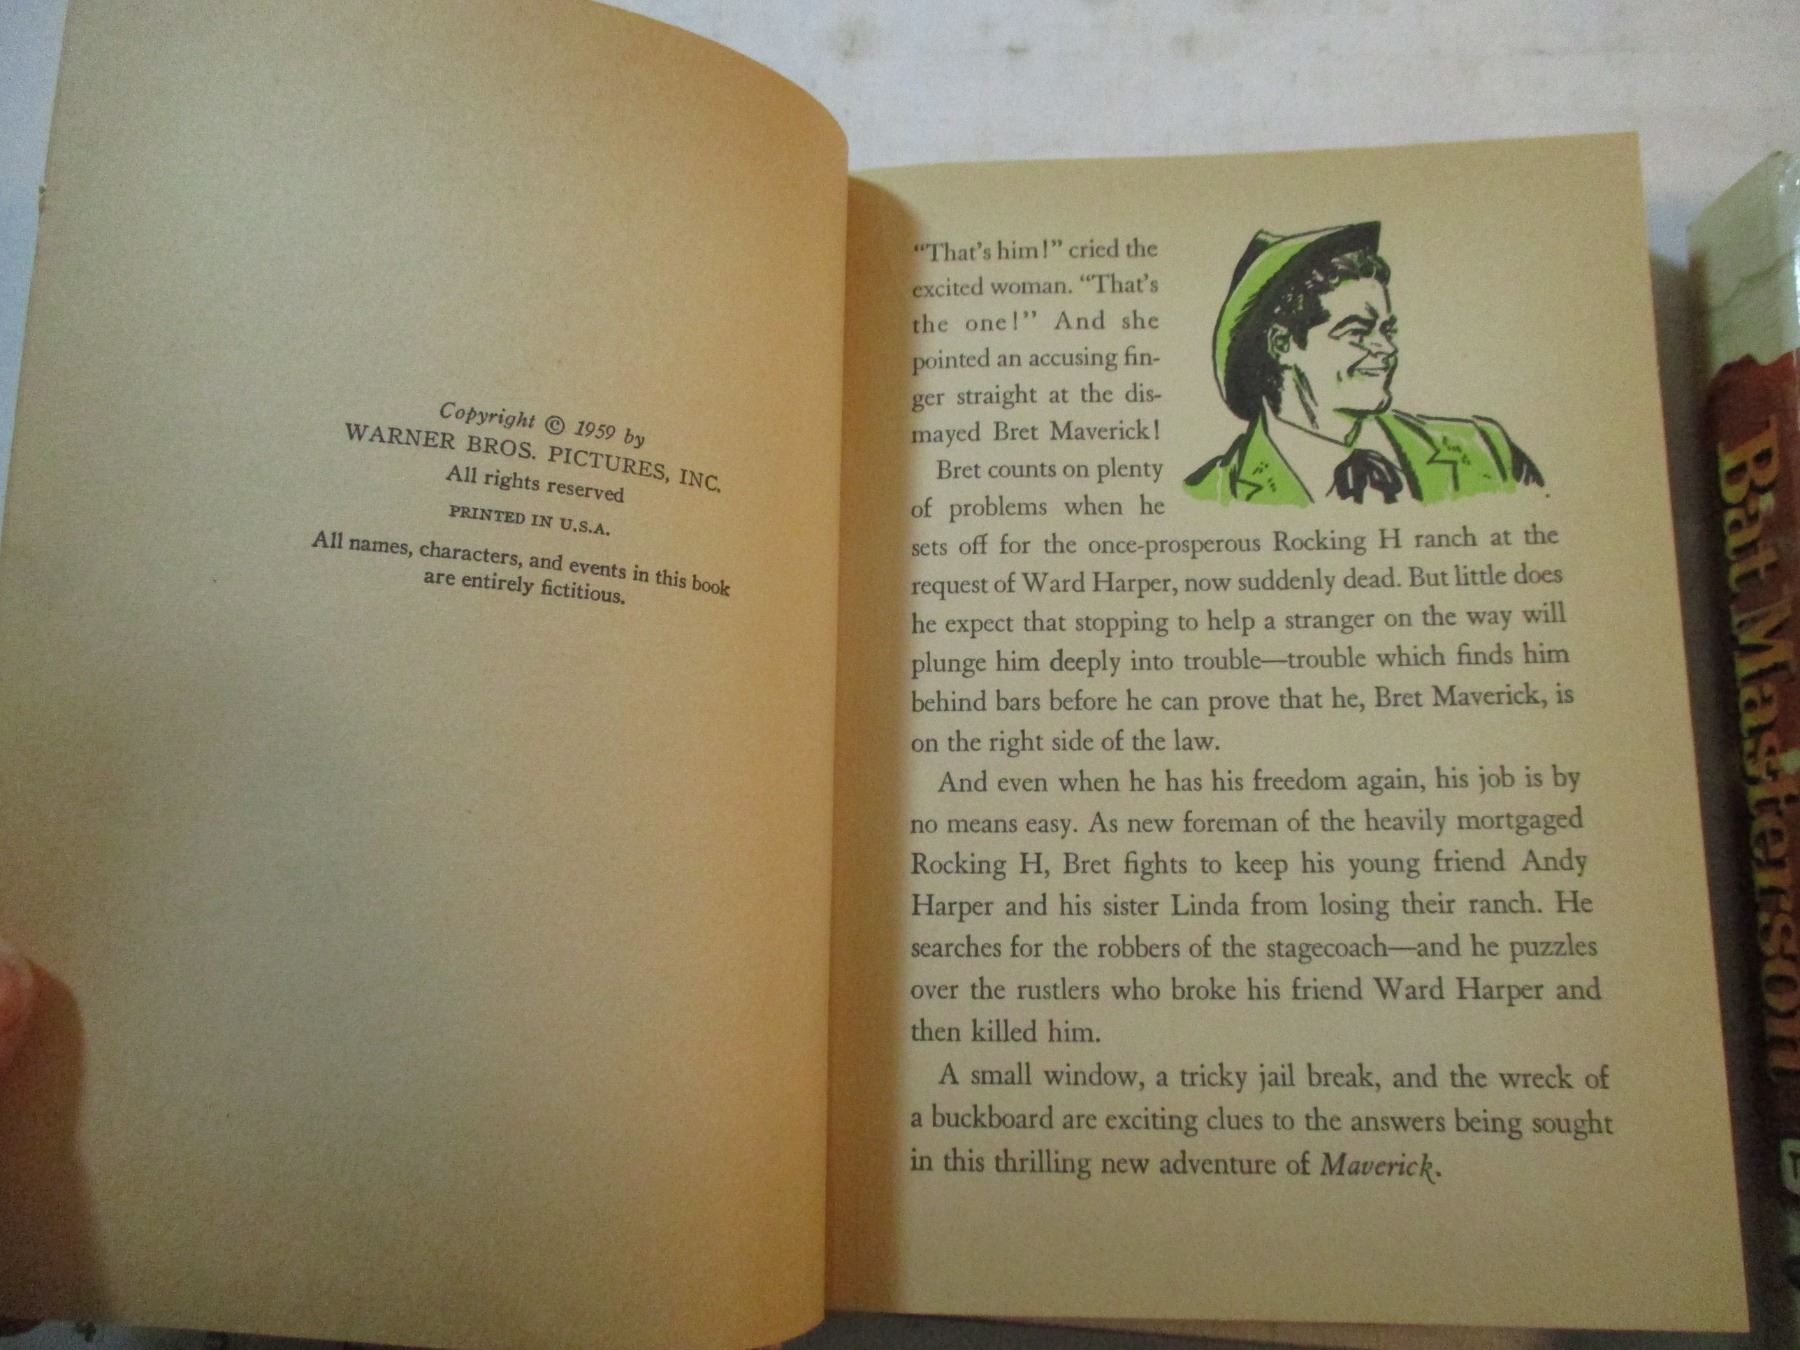 Copyright © 1959 by
WARNER BROS. PICTURES, INC.
All rights reserved
PRINTED IN U.S.A.
All names, characters, and events in this book
are entirely fictitious.
“That’s him!” cried the
excited woman. “That’s
the one!” And she
pointed an accusing fin-
ger straight at the dis-
mayed Bret Maverick!
Bret counts on plenty
of problems when he
sets off for the once-prosperous Rocking H ranch at the
request of Ward Harper, now suddenly dead. But little does
he expect that stopping to help a stranger on the way will
plunge him deeply into trouble—trouble which finds him
behind bars before he can prove that he, Bret Maverick, is
on the right side of the law.
And even when he has his freedom again, his job is by
no means easy. As new foreman of the heavily mortgaged
Rocking H, Bret fights to keep his young friend Andy
Harper and his sister Linda from losing their ranch. He
searches for the robbers of the stagecoach—and he puzzles
over the rustlers who broke his friend Ward Harper and
then killed him.
A small window, a tricky jail break, and the wreck of
a buckboard are exciting clues to the answers being sought
in this thrilling new adventure of Maverick.
Bat Masterson